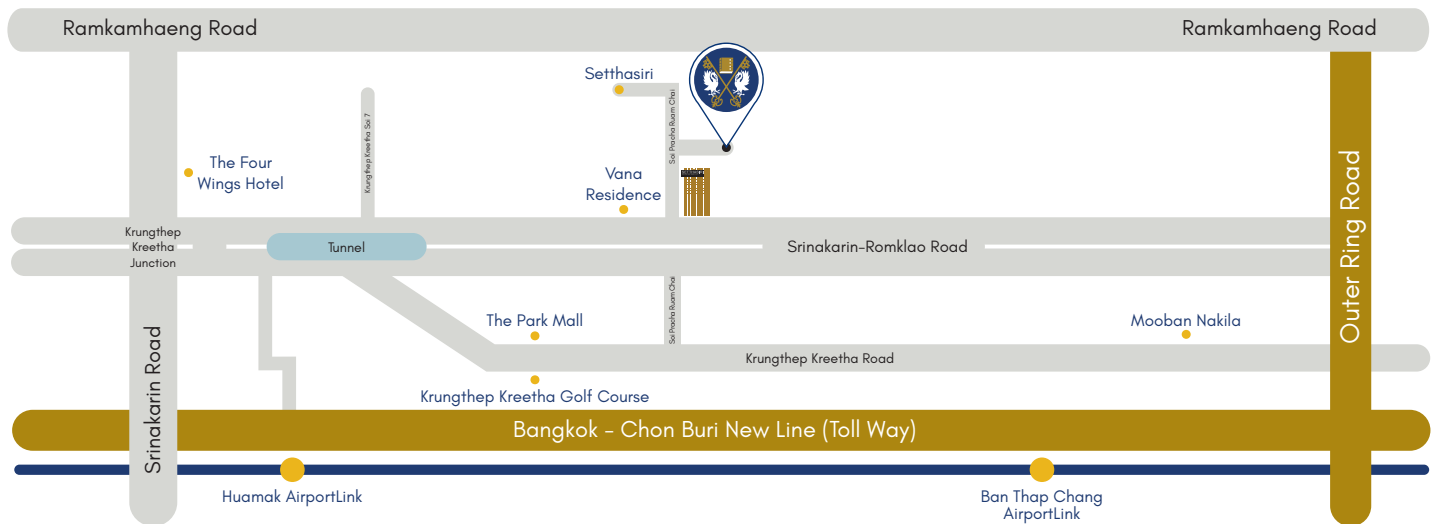 Ramkamhaeng Road
Ramkamhaeng Road
Setthasiri
Soi Pracha Ruam Chai
Krungthep Kreetha Soi 7
The Four
Wings Hotel
Vana
Residence
Krungthep
Kreetha
Junction
Tunnel
Srinakarin-Romklao Road
Outer Ring Road
Soi Pracha Ruam Chai
The Park Mall
Mooban Nakila
Krungthep Kreetha Road
Srinakarin Road
Krungthep Kreetha Golf Course
Bangkok - Chon Buri New Line (Toll Way)
Huamak AirportLink
Ban Thap Chang
AirportLink